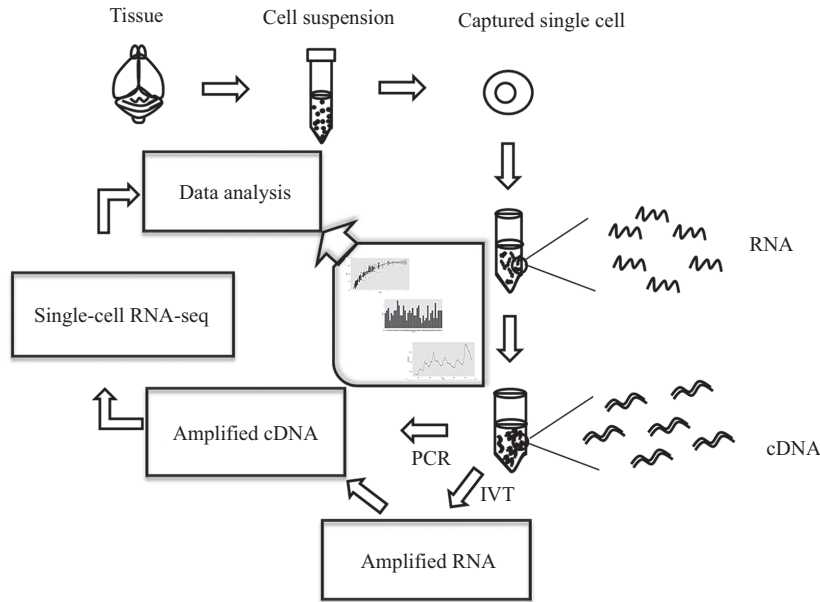 Tissue
Cell suspension
Captured single cell
Data analysis
RNA
Single-cell RNA-seq
Amplified cDNA
PCR
cDNA
IVT
Amplified RNA